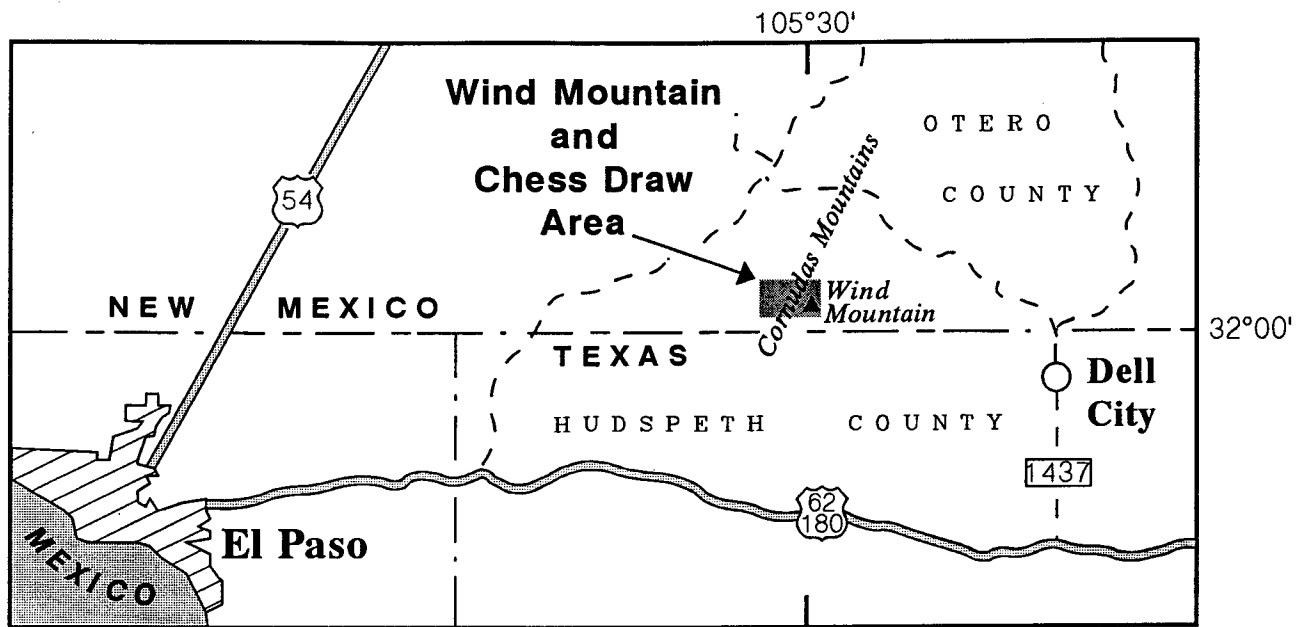 105°30'
Wind Mountain
and
Chess Draw
Area
OTERO
COUNTY
54
Cornudas Mountains
NEW MEXICO
Wind
Mountain
32°00'
TEXAS
Dell
City
HUDSPETH COUNTY
1437
62
180
El Paso
MEXICO